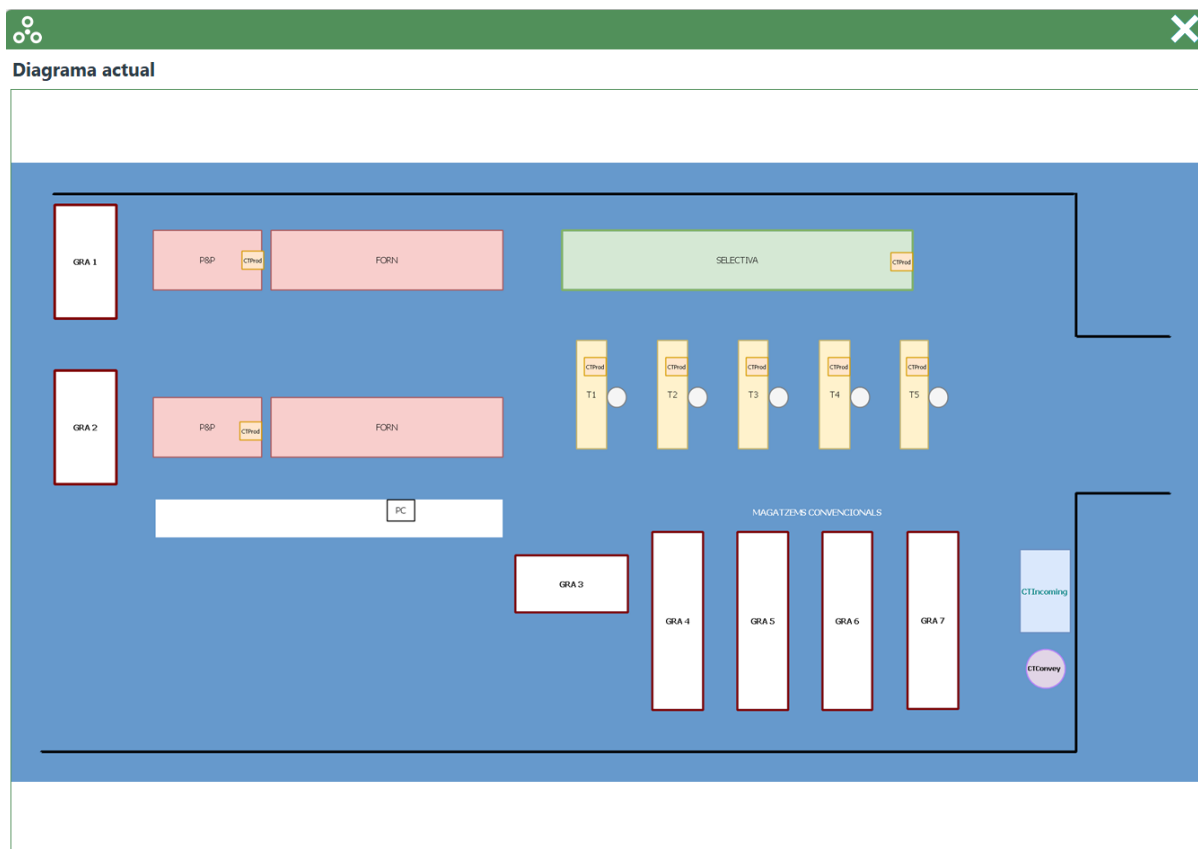 Diagrama actual
GRA 1
P&P
CTProd
FORN
SELECTIVA
CTProd
CTProd
CTProd
CTProd
CTProd
CTProd
T1
T2
T3
T4
T5
GRA 2
P&P
CTProd
FORN
PC
MAGATZEMS CONVENCIONALS
GRA 3
GRA 4
GRA 5
GRA 6
GRA 7
CTIncoming
CTConvey